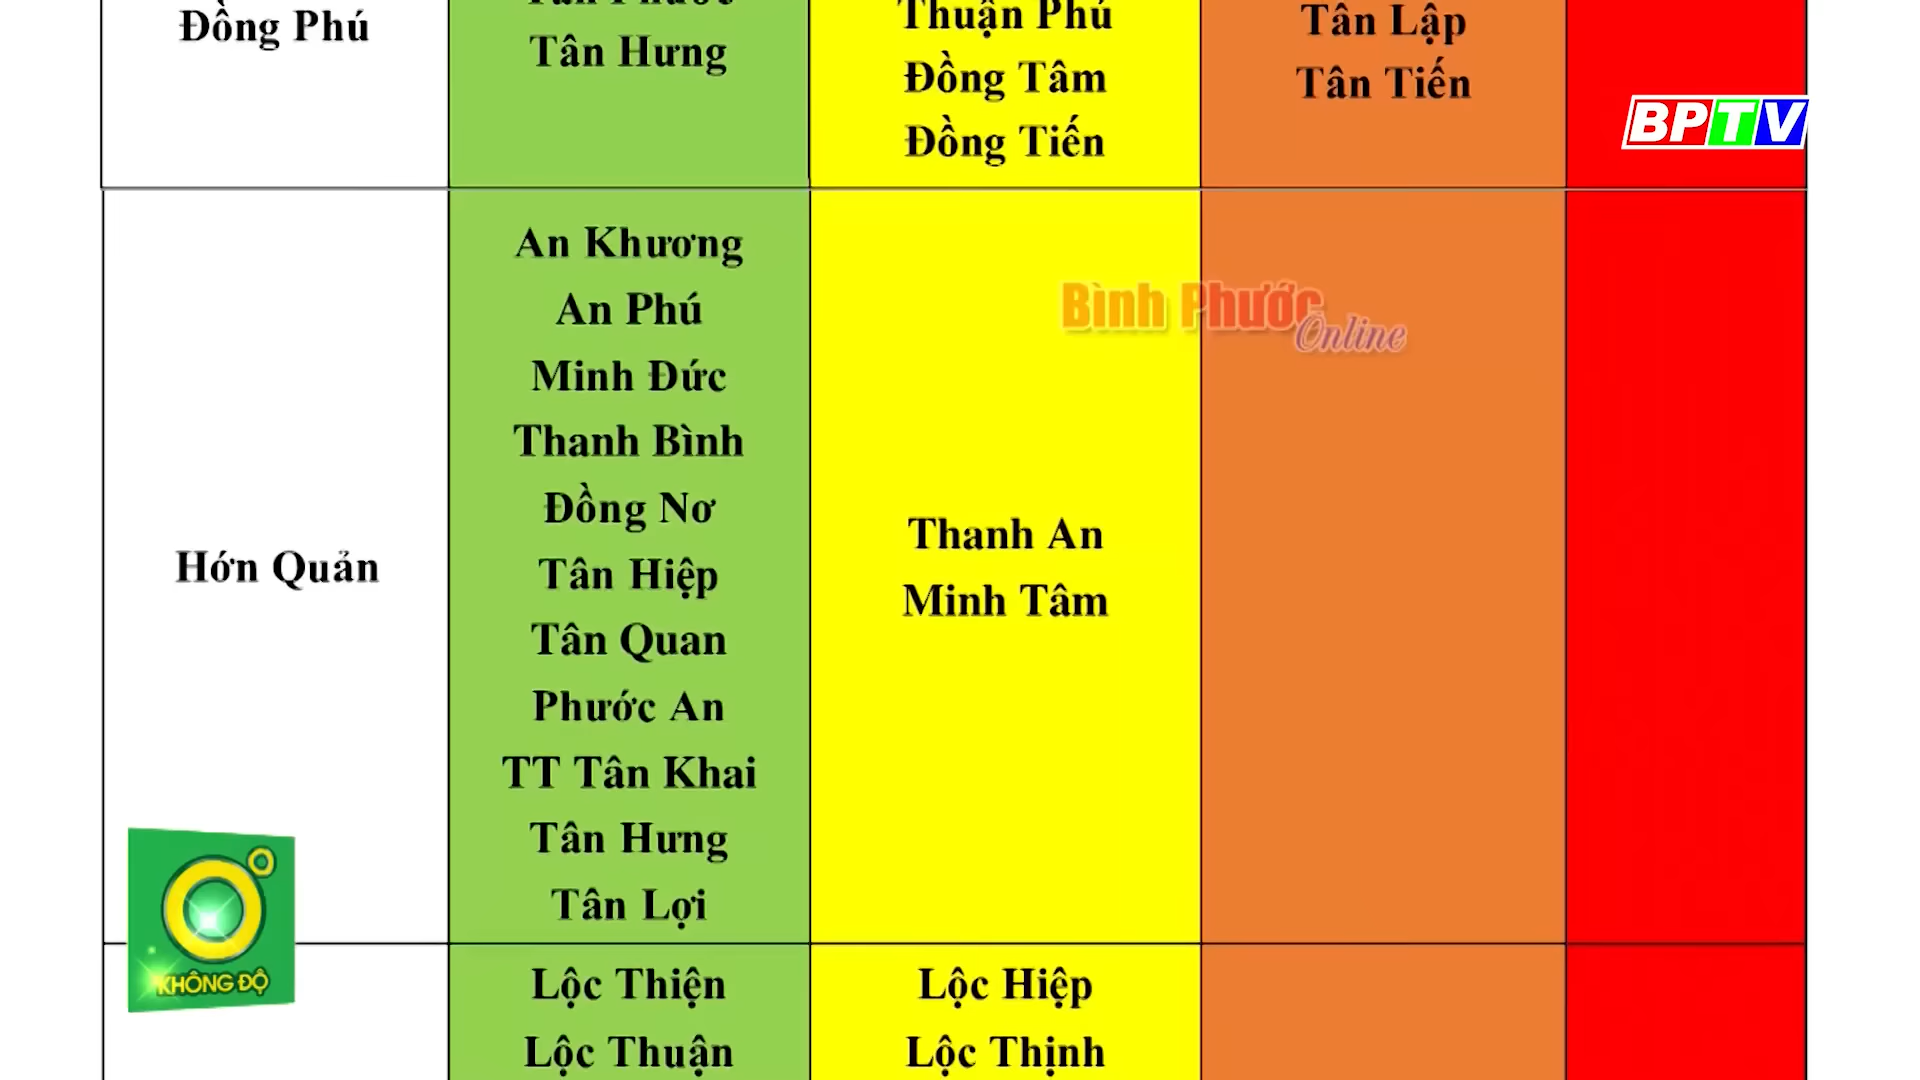 Đồng Phú
Tân Phước
Tân Hưng
Thuận Phú
Đồng Tâm
Đồng Tiến
Tân Lập
Tân Tiến
BPTV
Hớn Quản
An Khương
An Phú
Minh Đức
Thanh Bình
Đồng Nơ
Tân Hiệp
Tân Quan
Phước An
TT Tân Khai
Tân Hưng
Tân Lợi
Thanh An
Minh Tâm
Bình Phước
Online
KHÔNG ĐỘ
Lộc Thiện
Lộc Thuận
Lộc Hiệp
Lộc Thịnh